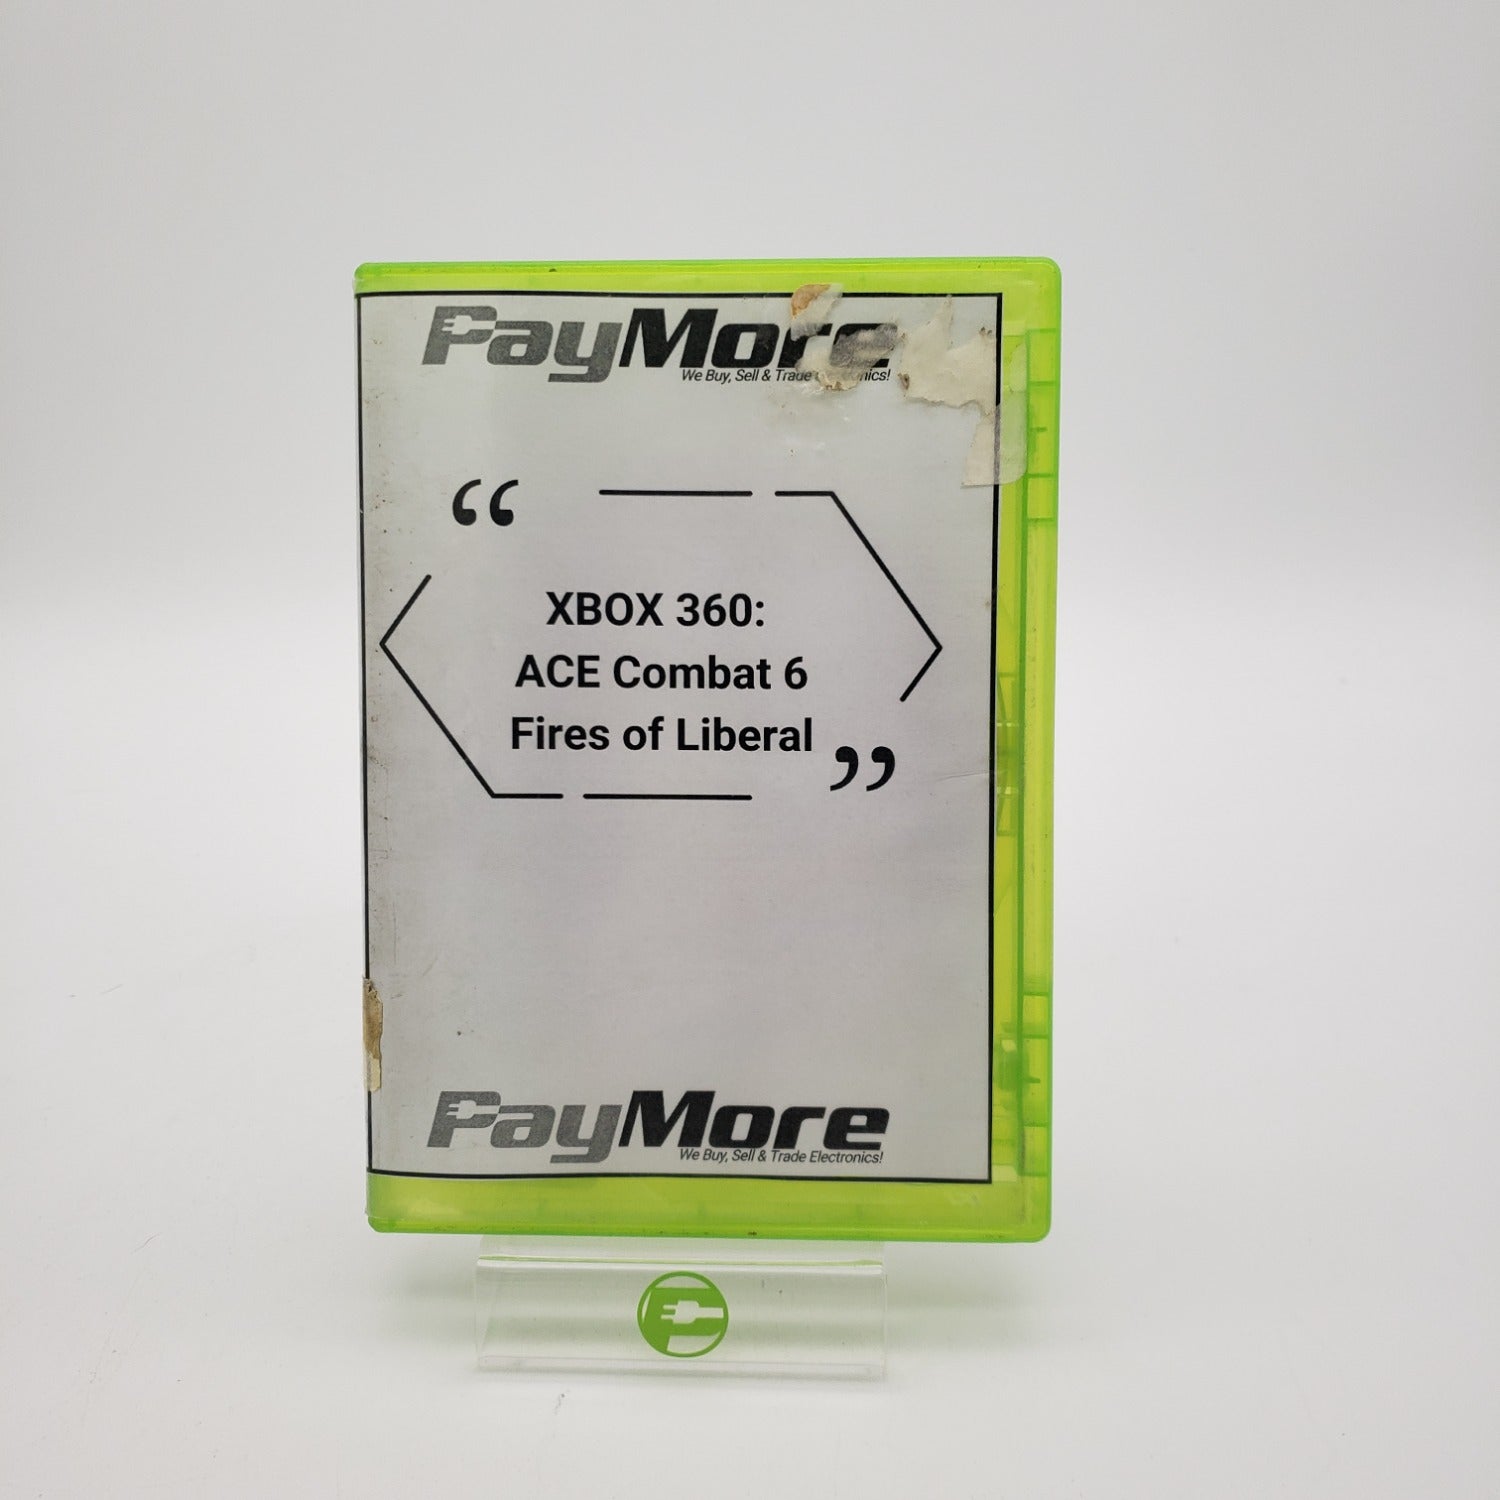 PayMore
We Buy, Sell & Trade
“
XBOX 360:
ACE Combat 6
Fires of Liberal
”
PayMore
We Buy, Sell & Trade Electronics!